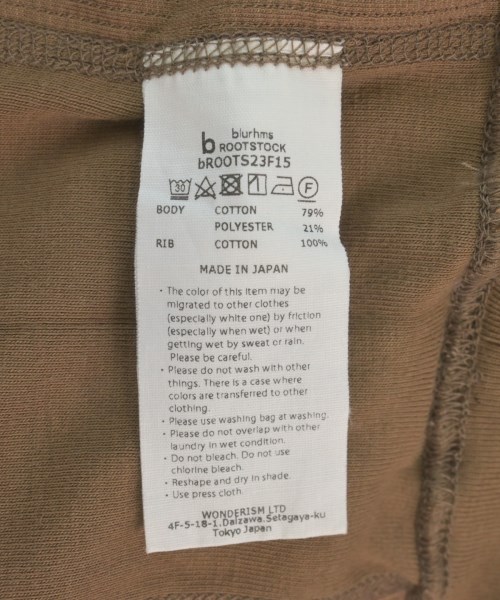 b blurhms
ROOTSTOCK
bROOTS23F15
30 F
BODY COTTON 79%
POLYESTER 21%
RIB COTTON 100%
MADE IN JAPAN
・The color of this item may be
migrated to other clothes
(especially white one) by friction
(especially when wet) or when
getting wet by sweat or rain.
Please be careful.
・Please do not wash with other
things. There is a case where
colors are transferred to other
clothing.
・Please use washing bag at washing.
・Please do not overlap with other
laundry in wet condition.
・Do not bleach. Do not use
chlorine bleach.
・Reshape and dry in shade.
・Use press cloth.
WONDERISM LTD
4F-5-18-1.Daizawa.Setagaya-ku
Tokyo Japan